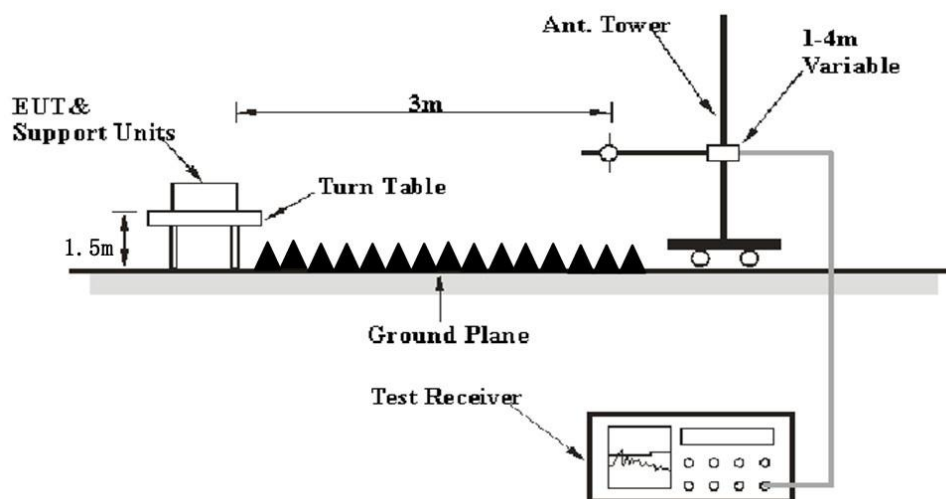 Ant. Tower
1-4m
Variable
EUT&
Support Units
3m
Turn Table
1.5m
Ground Plane
Test Receiver